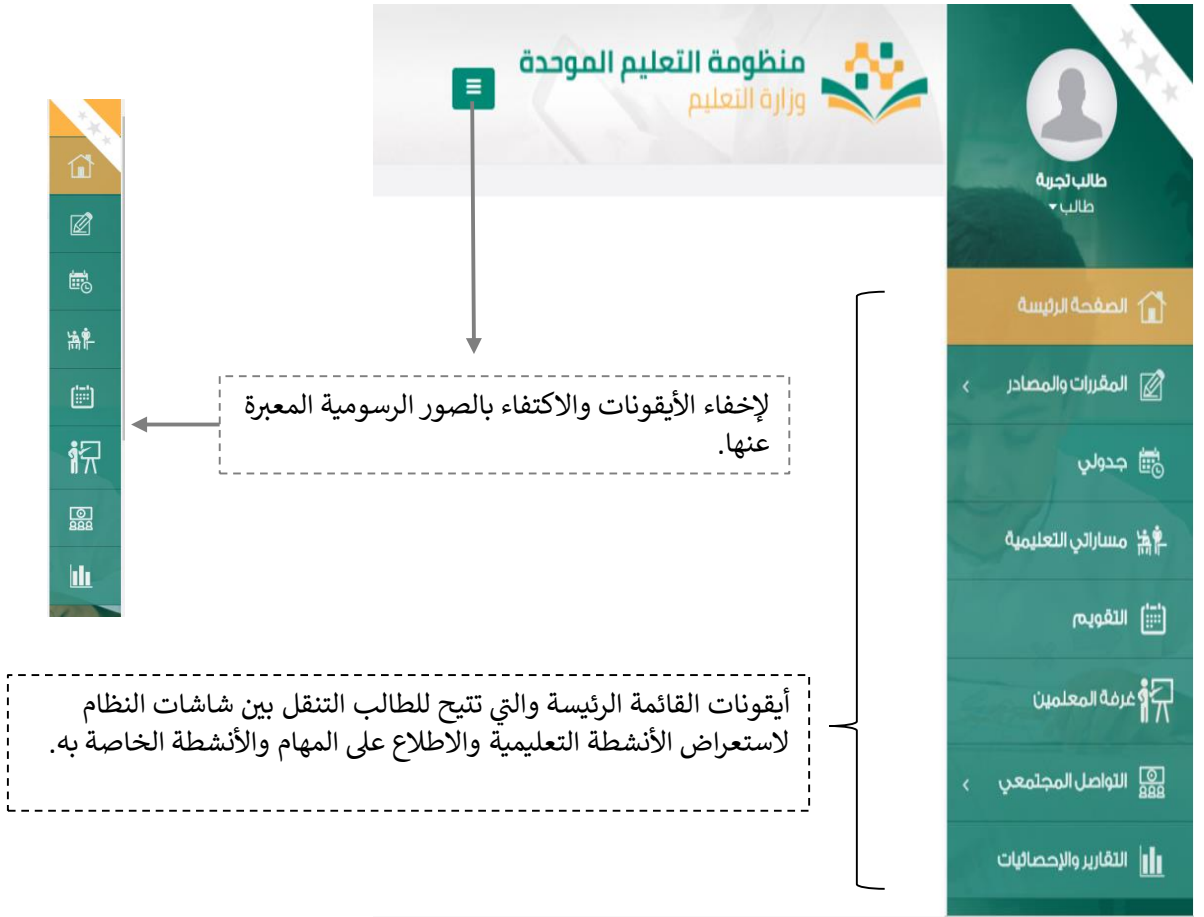 منظومة التعليم الموحدة
وزارة التعليم
طالب تجربة
طالب
الصفحة الرئيسة
المقررات والمصادر
جدولي
مساراتي التعليمية
التقويم
غرفة المعلمين
التواصل المجتمعي
التقارير والإحصائيات
لإخفاء الأيقونات والاكتفاء بالصور الرسومية المعبرة
عنها.
أيقونات القائمة الرئيسة والتي تتيح للطالب التنقل بين شاشات النظام
لاستعراض الأنشطة التعليمية والاطلاع على المهام والأنشطة الخاصة به.